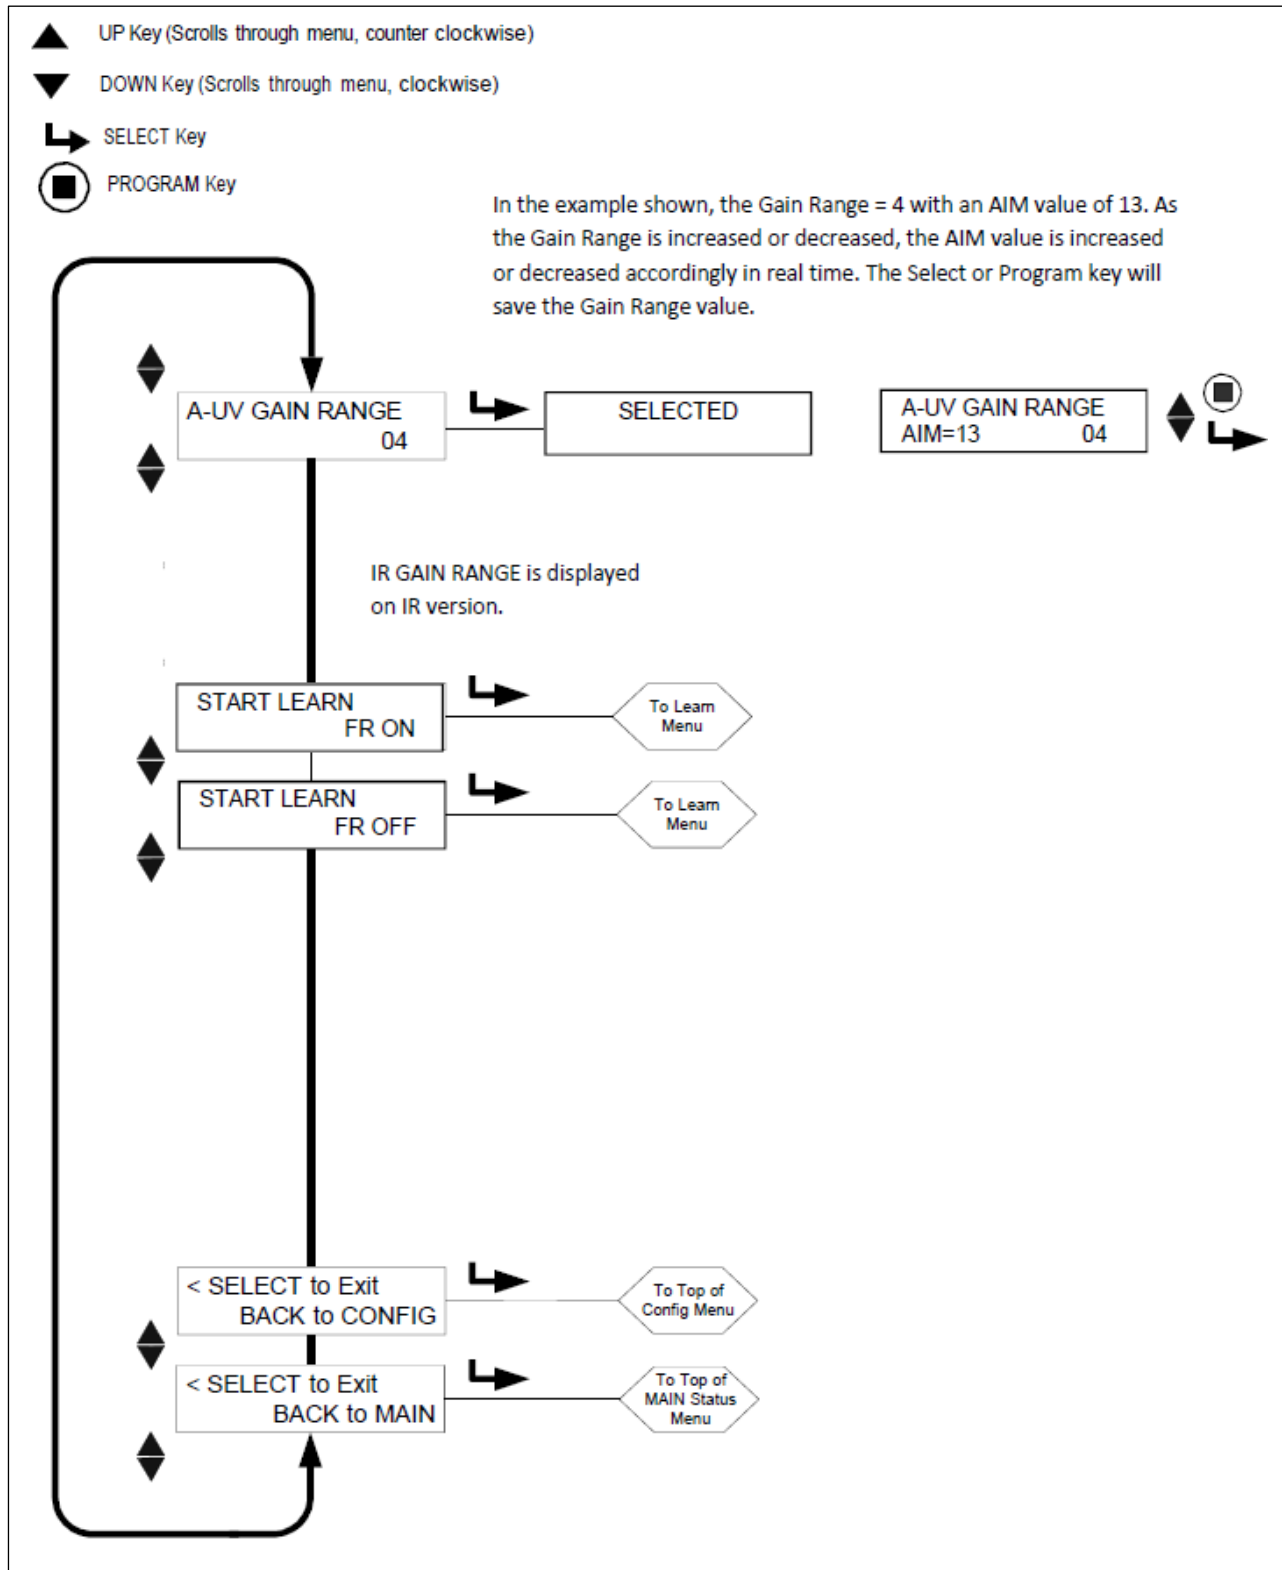 UP Key (Scrolls through menu, counter clockwise)
DOWN Key (Scrolls through menu, clockwise)
SELECT Key
PROGRAM Key
In the example shown, the Gain Range = 4 with an AIM value of 13. As
the Gain Range is increased or decreased, the AIM value is increased
or decreased accordingly in real time. The Select or Program key will
save the Gain Range value.
A-UV GAIN RANGE
04
SELECTED
A-UV GAIN RANGE
AIM=13 04
IR GAIN RANGE is displayed
on IR version.
START LEARN
FR ON
To Learn
Menu
START LEARN
FR OFF
To Learn
Menu
< SELECT to Exit
BACK to CONFIG
To Top of
Config Menu
< SELECT to Exit
BACK to MAIN
To Top of
MAIN Status
Menu